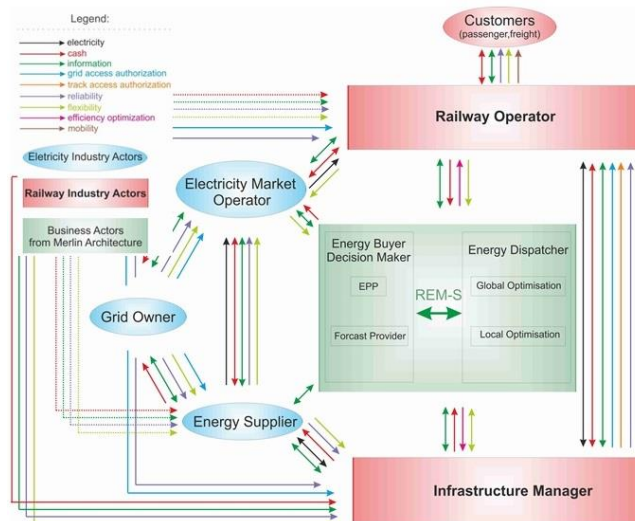 Legend:
electricity
cash
information
grid access authorization
track access authorization
reliability
flexibility
efficiency optimization
mobility
Eletricity Industry Actors
Railway Industry Actors
Business Actors
from Merlin Architecture
Customers
(passenger,freight)
Railway Operator
Electricity Market
Operator
Energy Buyer
Decision Maker
EPP
Forcast Provider
REM-S
Energy Dispatcher
Global Optimisation
Local Optimisation
Grid Owner
Energy Supplier
Infrastructure Manager